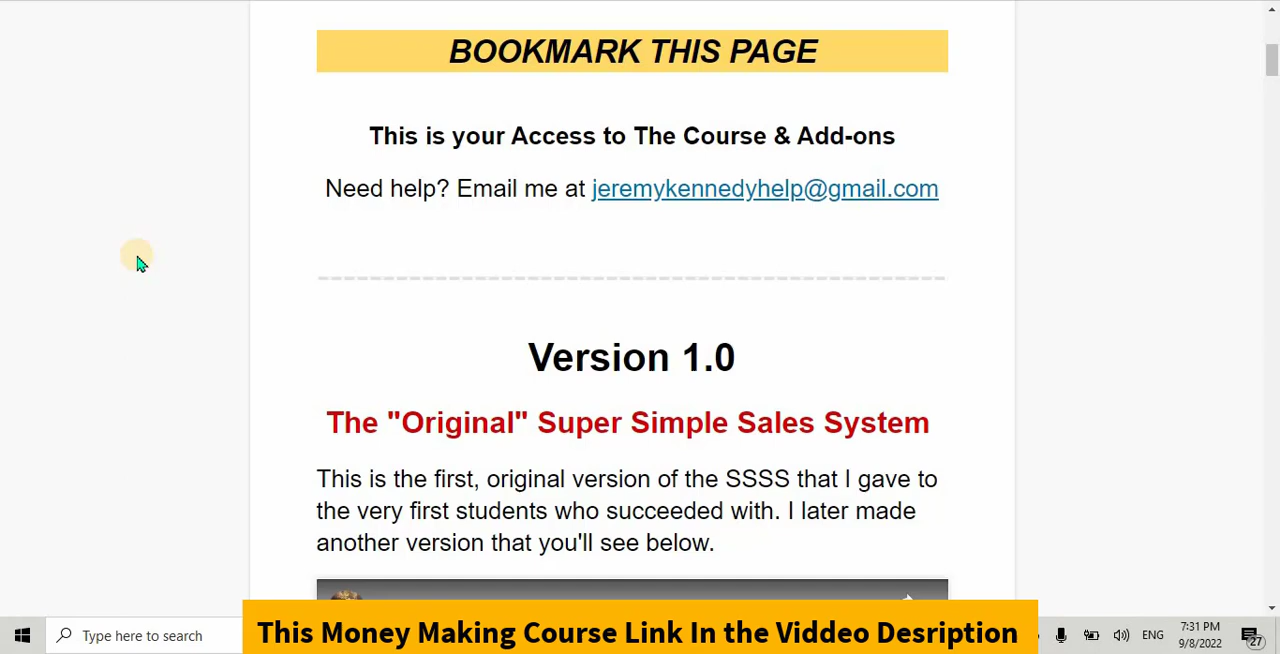 BOOKMARK THIS PAGE
This is your Access to The Course & Add-ons
Need help? Email me at jeremykennedyhelp@gmail.com
Version 1.0
The "Original" Super Simple Sales System
This is the first, original version of the SSSS that I gave to
the very first students who succeeded with. I later made
another version that you'll see below.
This Money Making Course Link In the Viddeo Desription
Type here to search
ENG
7:31 PM
9/8/2022
27